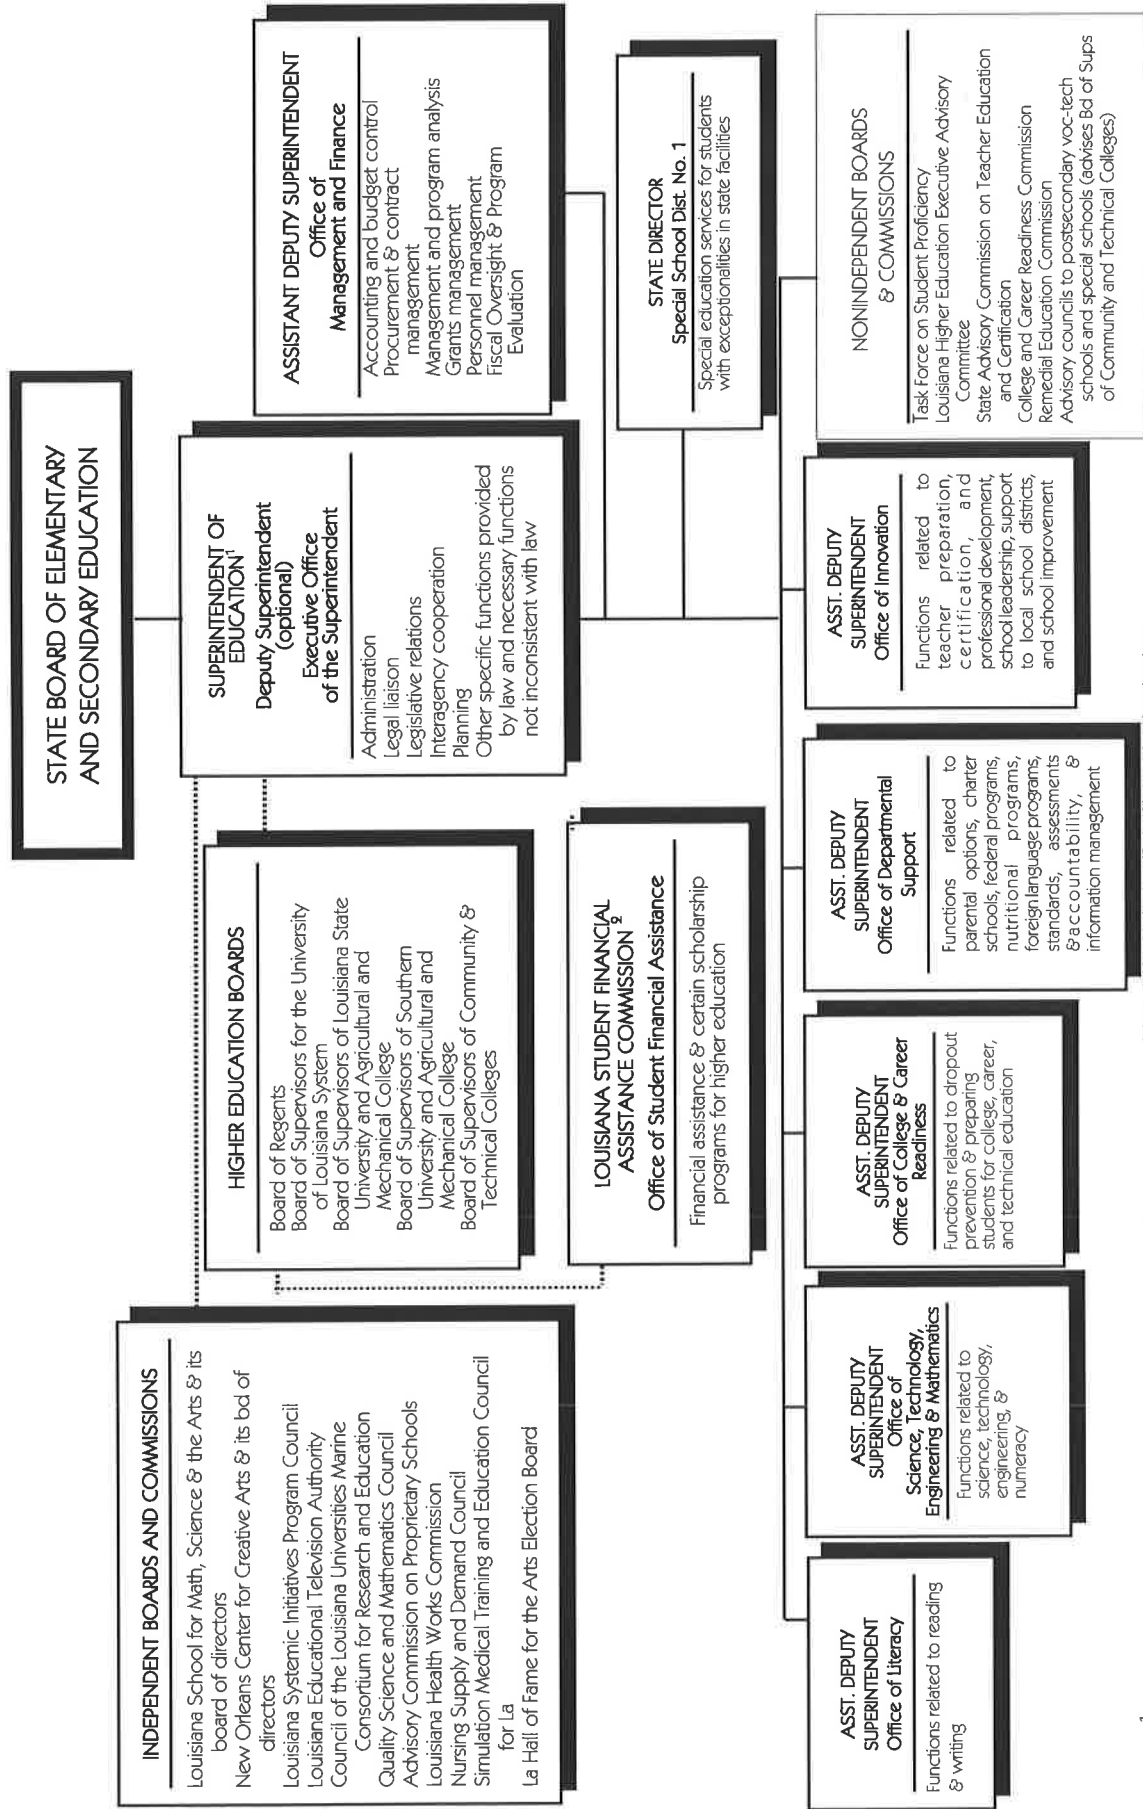 STATE BOARD OF ELEMENTARY
AND SECONDARY EDUCATION
INDEPENDENT BOARDS AND COMMISSIONS
Louisiana School for Math, Science & the Arts & its
board of directors
New Orleans Center for Creative Arts & its bd of
directors
Louisiana Systemic Initiatives Program Council
Louisiana Educational Television Authority
Council of the Louisiana Universities Marine
Consortium for Research and Education
Quality Science and Mathematics Council
Advisory Commission on Proprietary Schools
Louisiana Health Works Commission
Nursing Supply and Demand Council
Simulation Medical Training and Education Council
for La
La Hall of Fame for the Arts Election Board
HIGHER EDUCATION BOARDS
Board of Regents
Board of Supervisors for the University
of Louisiana System
Board of Supervisors of Louisiana State
University and Agricultural and
Mechanical College
Board of Supervisors of Southern
University and Agricultural and
Mechanical College
Board of Supervisors of Community &
Technical Colleges
SUPERINTENDENT OF
EDUCATION¹
Deputy Superintendent
(optional)
Executive Office
of the Superintendent
Administration
Legal liaison
Legislative relations
Interagency cooperation
Planning
Other specific functions provided
by law and necessary functions
not inconsistent with law
ASSISTANT DEPUTY SUPERINTENDENT
Office of
Management and Finance
Accounting and budget control
Procurement & contract
management
Management and program analysis
Grants management
Personnel management
Fiscal Oversight & Program
Evaluation
LOUISIANA STUDENT FINANCIAL
ASSISTANCE COMMISSION²
Office of Student Financial Assistance
Financial assistance & certain scholarship
programs for higher education
STATE DIRECTOR
Special School Dist. No. 1
Special education services for students
with exceptionalities in state facilities
ASST. DEPUTY
SUPERINTENDENT
Office of Literacy
Functions related to reading
& writing
ASST. DEPUTY
SUPERINTENDENT
Office of
Science, Technology,
Engineering & Mathematics
Functions related to
science, technology,
engineering, &
numeracy
ASST. DEPUTY
SUPERINTENDENT
Office of College & Career
Readiness
Functions related to dropout
prevention & preparing
students for college, career,
and technical education
ASST. DEPUTY
SUPERINTENDENT
Office of Departmental
Support
Functions related to
parental options, charter
schools, federal programs,
nutritional programs,
foreign language programs,
standards, assessments
& accountability, &
information management
ASST. DEPUTY
SUPERINTENDENT
Office of Innovation
Functions related to
teacher preparation,
certification, and
professional development,
school leadership, support
to local school districts,
and school improvement
NONINDEPENDENT BOARDS
& COMMISSIONS
Task Force on Student Proficiency
Louisiana Higher Education Executive Advisory
Committee
State Advisory Commission on Teacher Education
and Certification
College and Career Readiness Commission
Remedial Education Commission
Advisory councils to postsecondary voc-tech
schools and special schools (advises Bd of Sups
of Community and Technical Colleges)
1